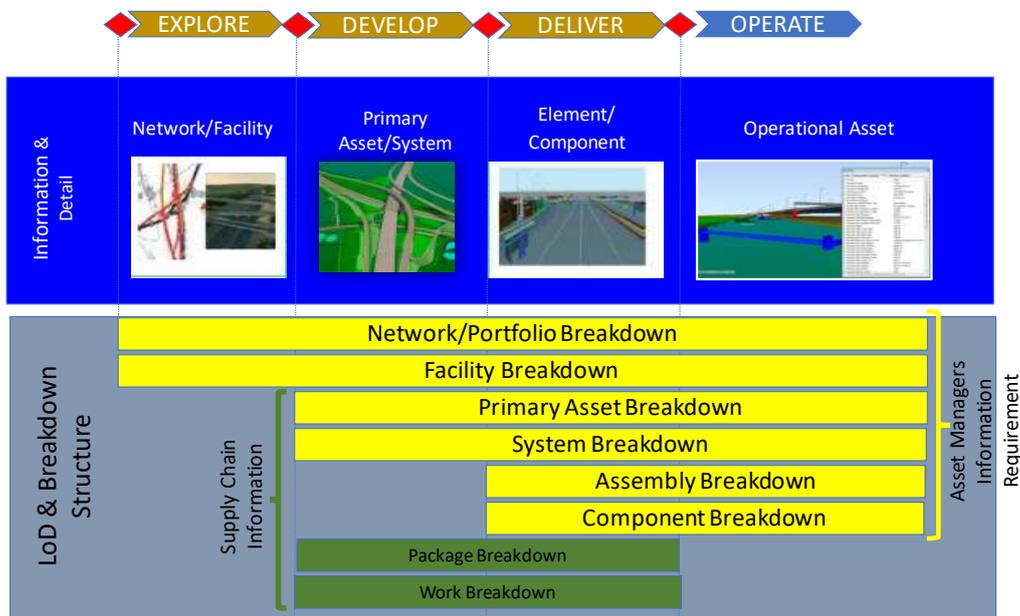 EXPLORE
DEVELOP
DELIVER
OPERATE
Information &
Detail
Network/Facility
Primary
Asset/System
Element/
Component
Operational Asset
LoD & Breakdown
Structure
Network/Portfolio Breakdown
Facility Breakdown
Primary Asset Breakdown
System Breakdown
Assembly Breakdown
Component Breakdown
Package Breakdown
Work Breakdown
Supply Chain
Information
Asset Managers
Information
Requirement